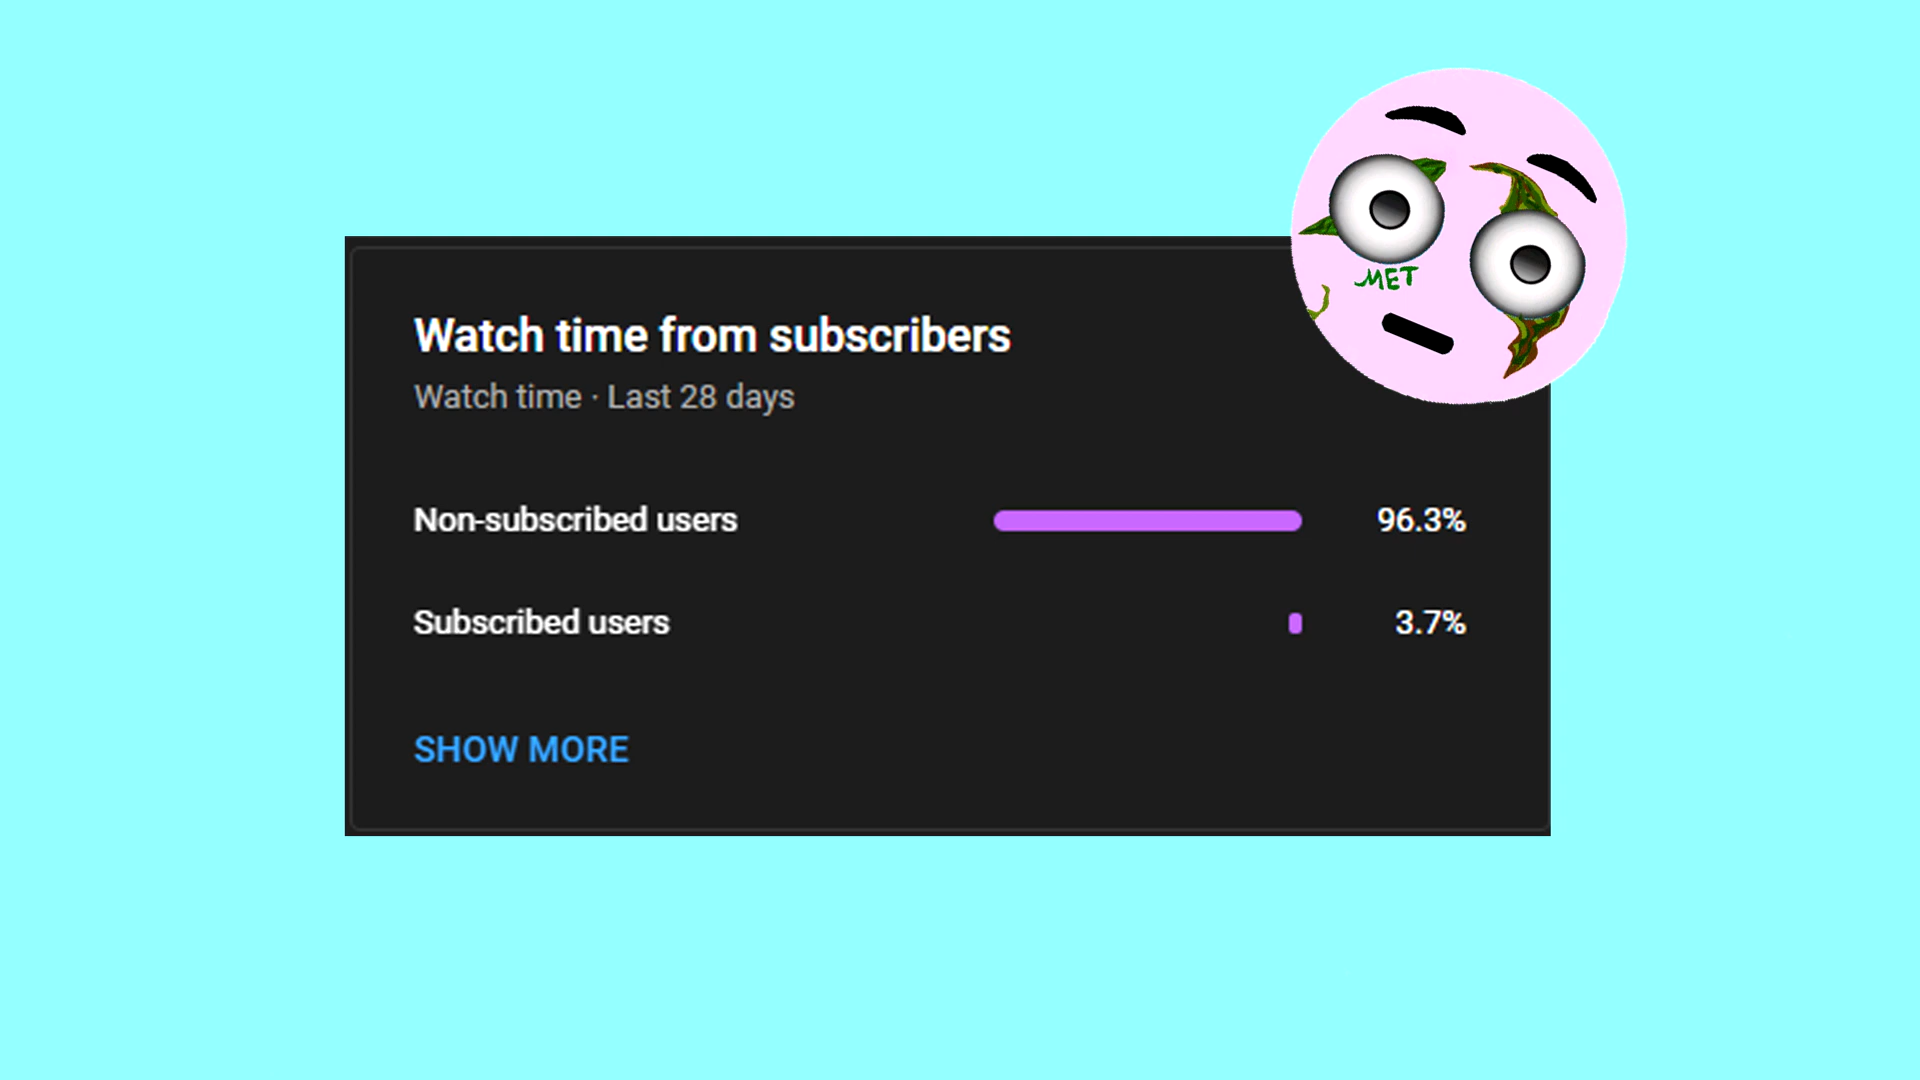 MET
Watch time from subscribers
Watch time · Last 28 days
Non-subscribed users 96.3%
Subscribed users 3.7%
SHOW MORE